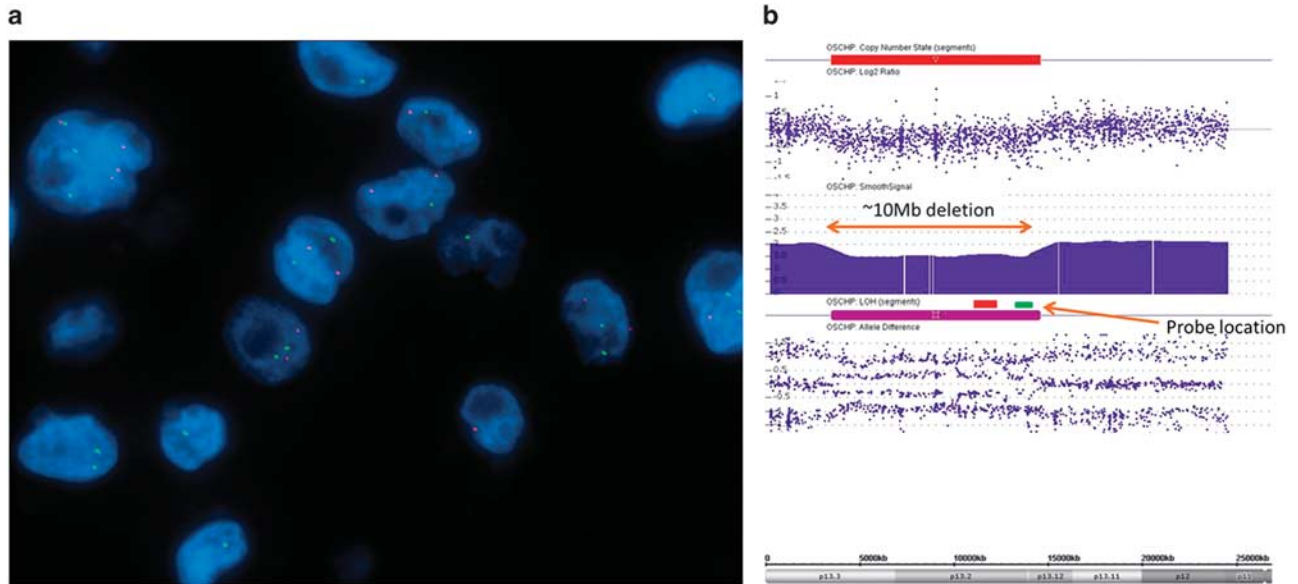 a
b
OSCHP: Copy Number State (segments)
OSCHP: Log2 Ratio
OSCHP: SmoothSignal
~10Mb deletion
OSCHP: LOH (segments)
OSCHP: Allele Difference
Probe location
0 5000kb 10000kb 15000kb 20000kb 25000kb
p13.3 p13.2 p13.12 p13.11 p12 p11